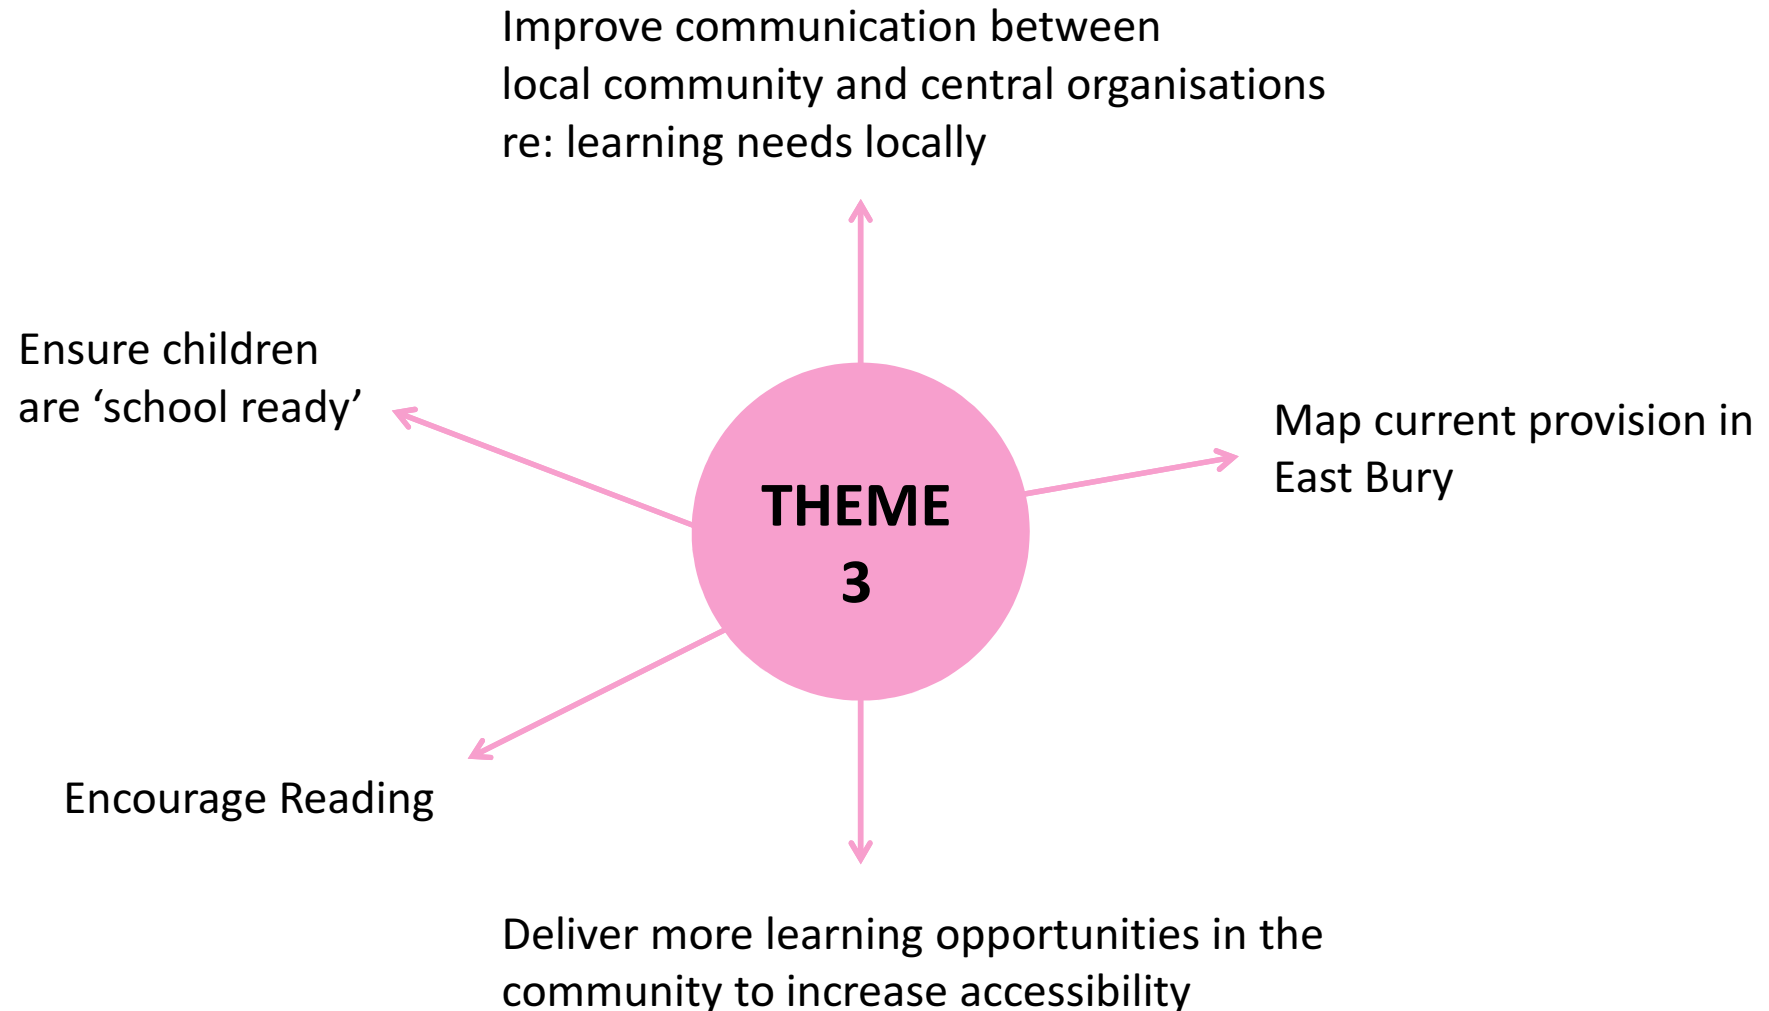 Improve communication between
local community and central organisations
re: learning needs locally
Ensure children
are ‘school ready’
Map current provision in
East Bury
THEME
3
Encourage Reading
Deliver more learning opportunities in the
community to increase accessibility